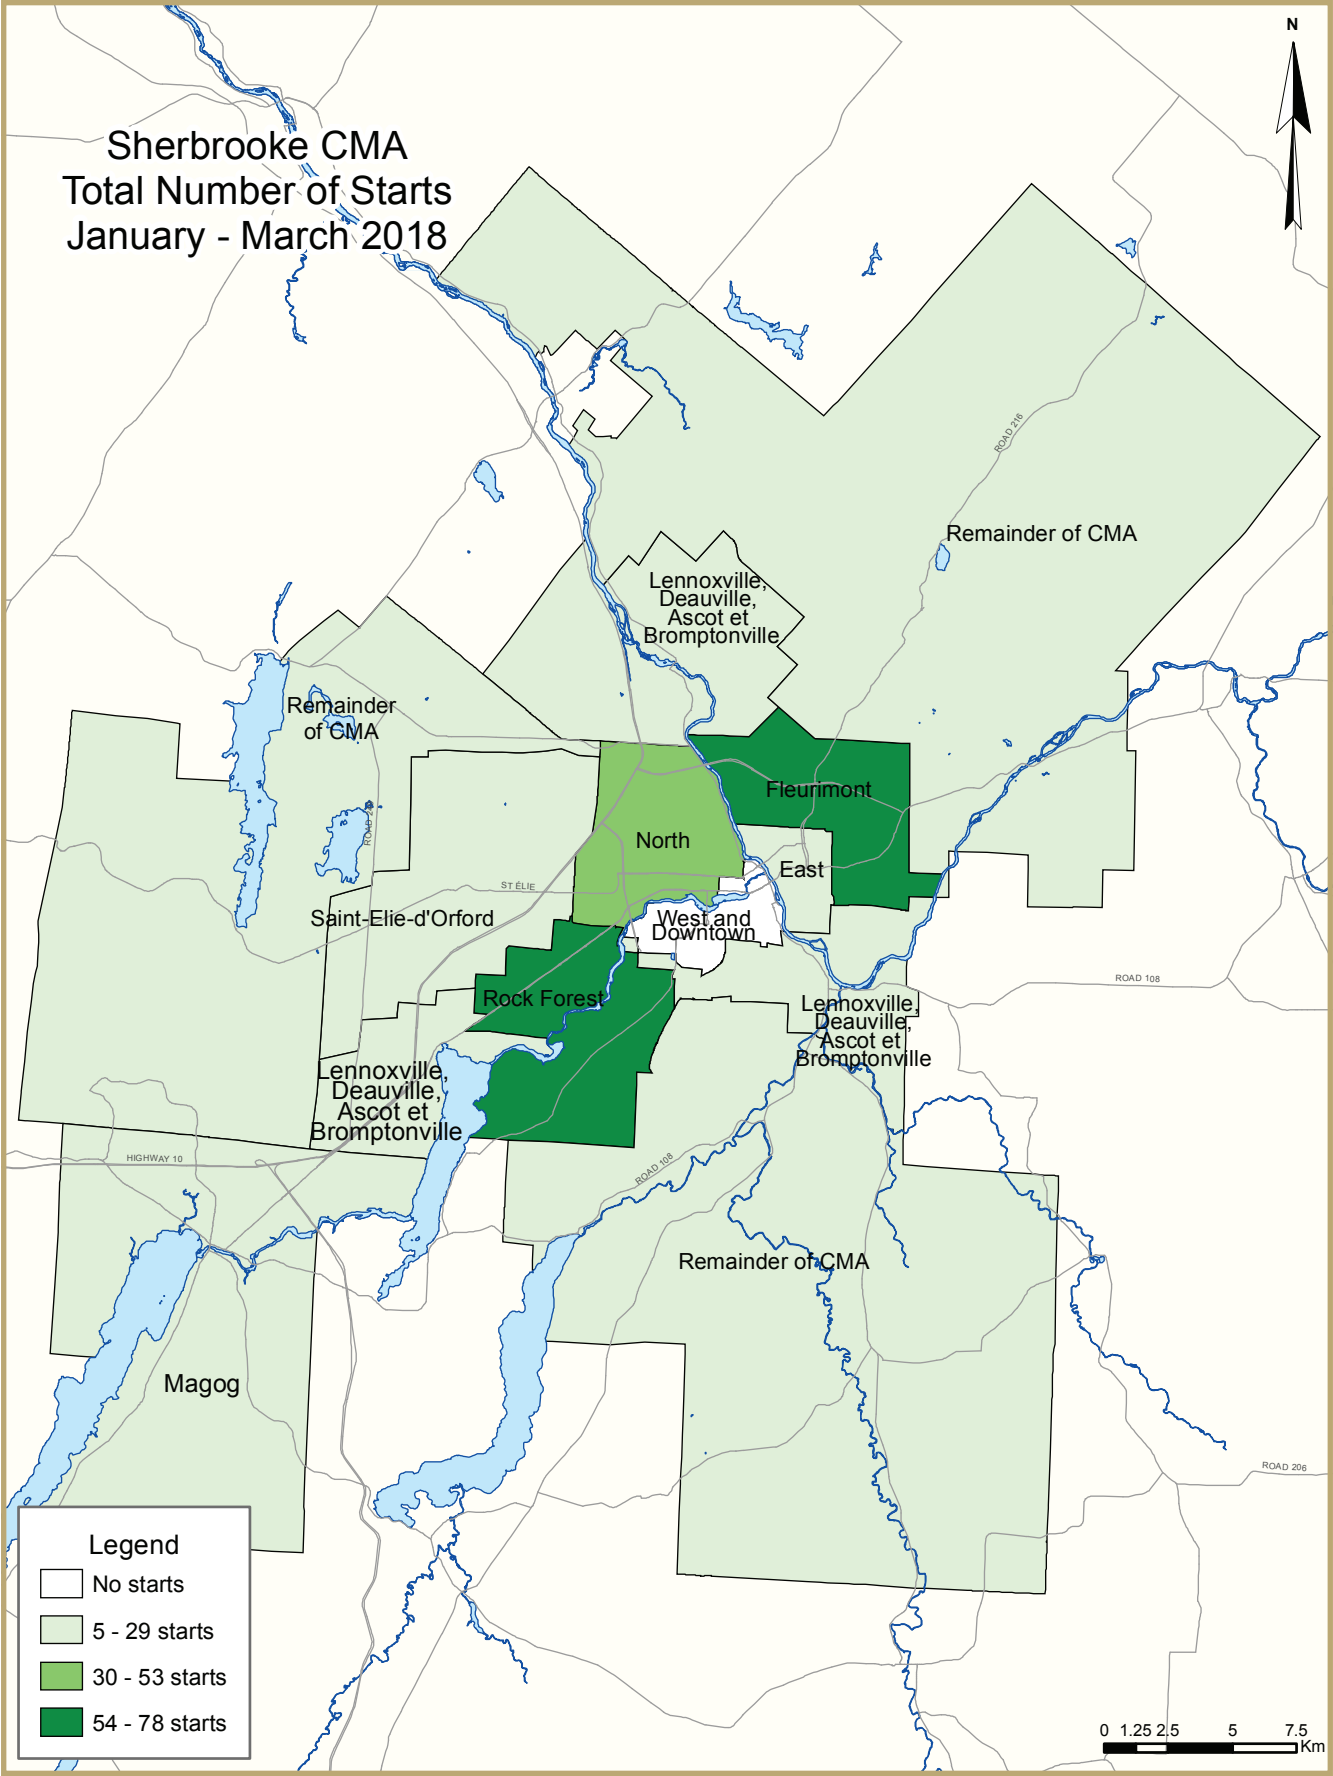 N
Sherbrooke CMA
Total Number of Starts
January - March 2018
ROAD 216
Remainder of CMA
Lennoxville,
Deauville,
Ascot et
Bromptonville
Remainder
of CMA
Fleurimont
North
East
ST ÉLIE
Saint-Elie-d'Orford
West and
Downtown
ROAD 108
Rock Forest
Lennoxville,
Deauville,
Ascot et
Bromptonville
Lennoxville,
Deauville,
Ascot et
Bromptonville
HIGHWAY 10
ROAD 108
Remainder of CMA
Magog
ROAD 206
Legend
No starts
5 - 29 starts
30 - 53 starts
54 - 78 starts
0 1.25 2.5 5 7.5
Km